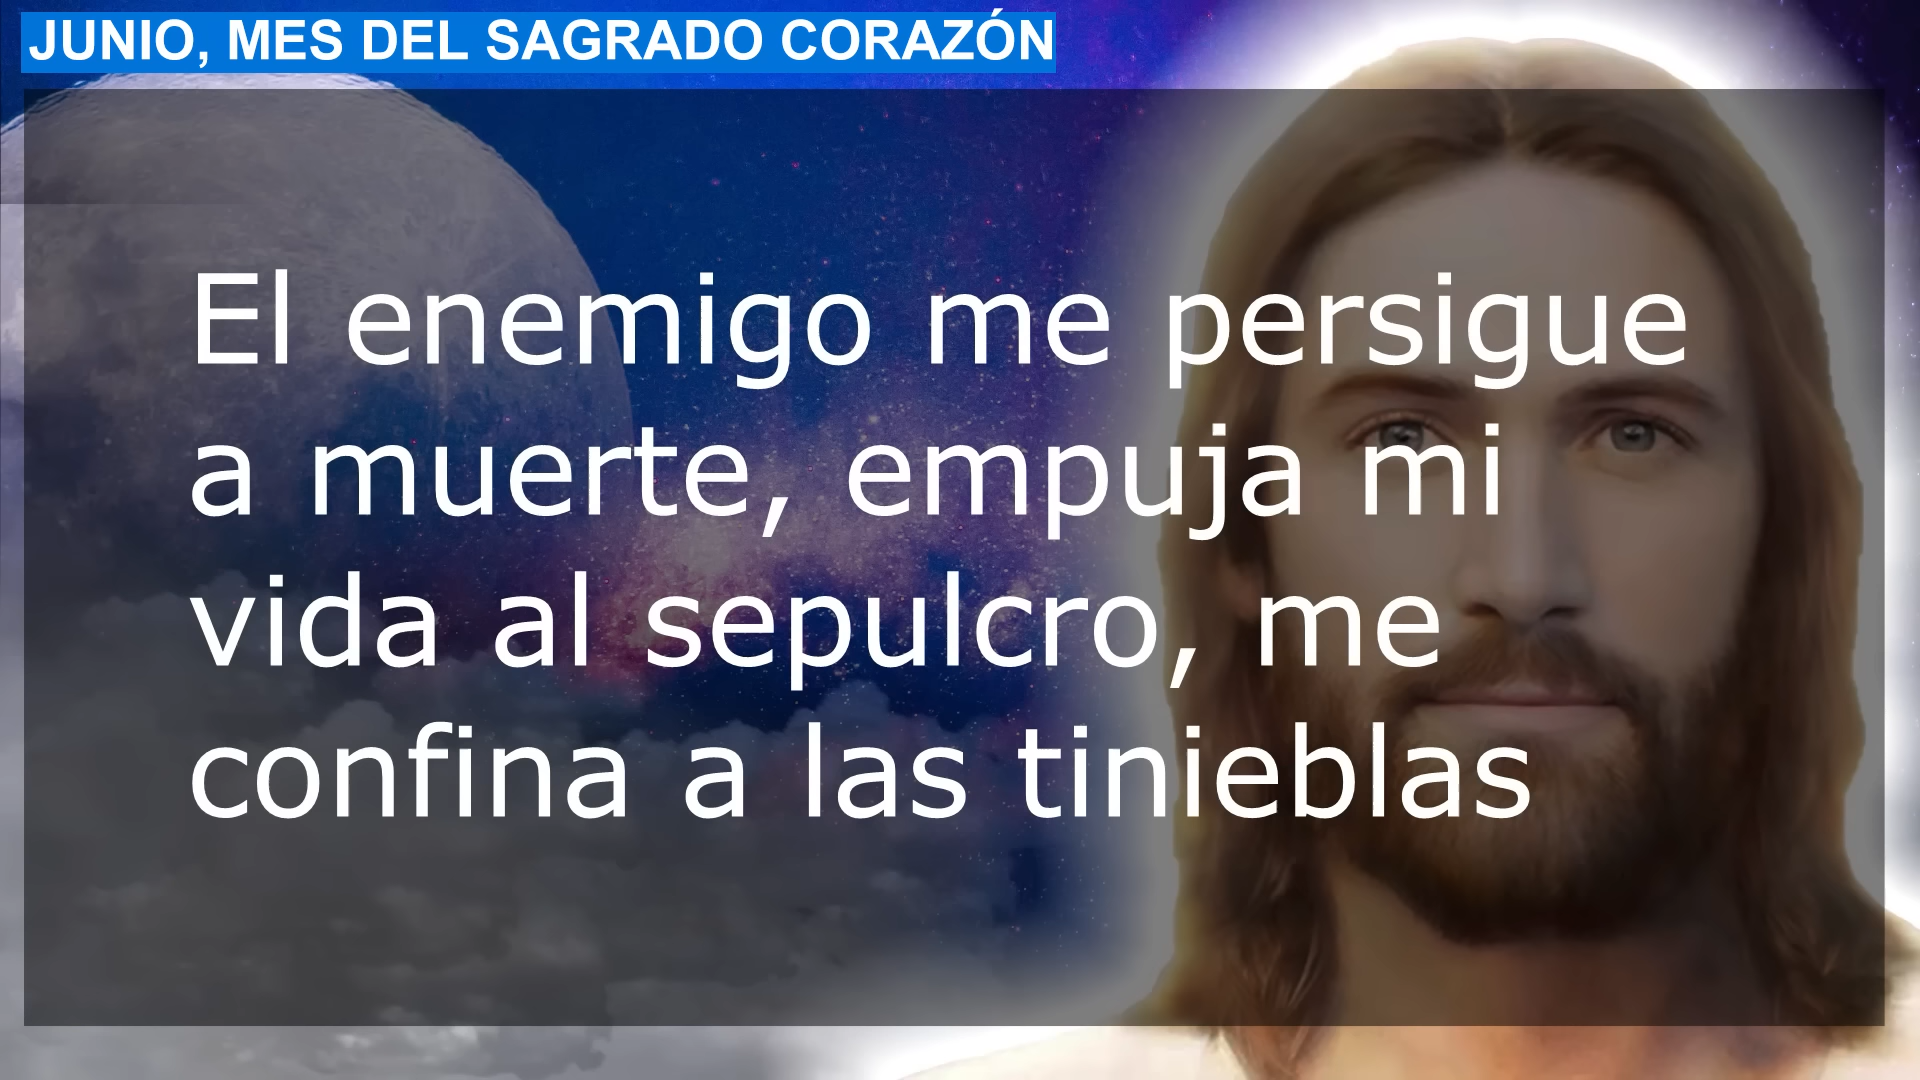 JUNIO, MES DEL SAGRADO CORAZÓN
El enemigo me persigue
a muerte, empuja mi
vida al sepulcro, me
confina a las tinieblas